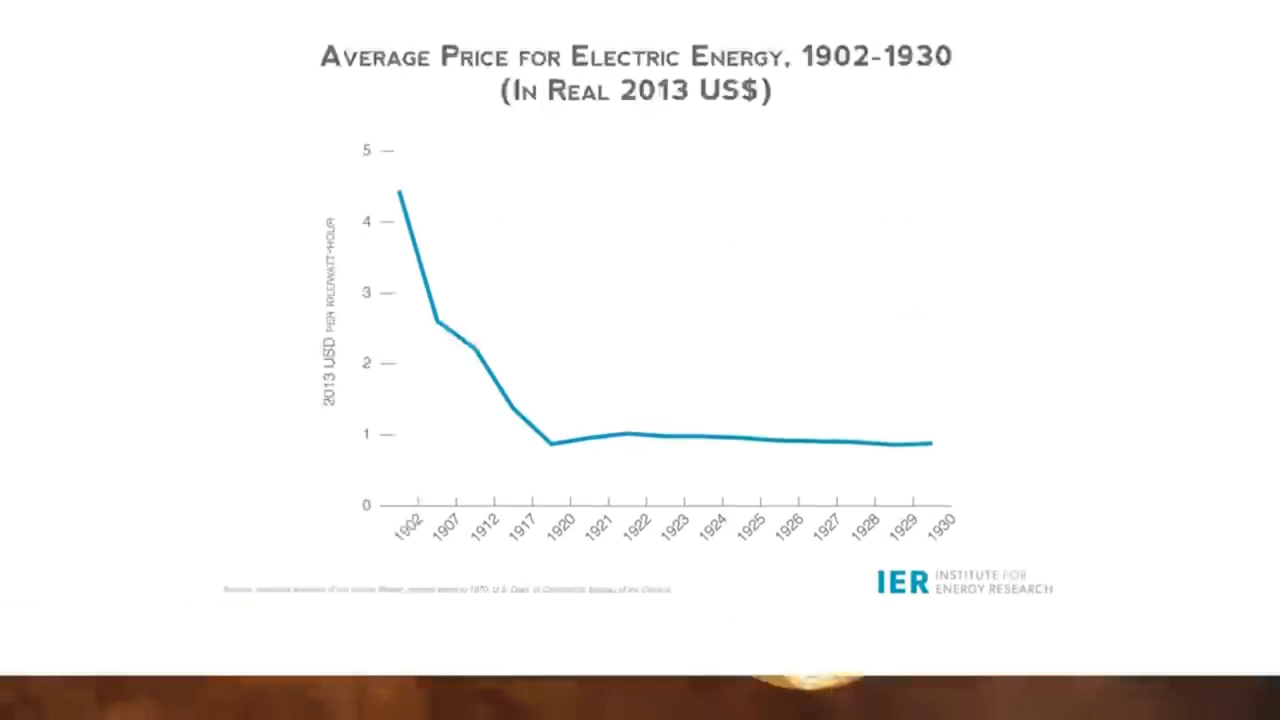 AVERAGE PRICE FOR ELECTRIC ENERGY, 1902-1930
(IN REAL 2013 US$)
5
4
3
2
1
0
2013 USD PER KILOWATT-HOUR
1902 1907 1912 1917 1920 1921 1922 1923 1924 1925 1926 1927 1928 1929 1930
IER INSTITUTE FOR
ENERGY RESEARCH